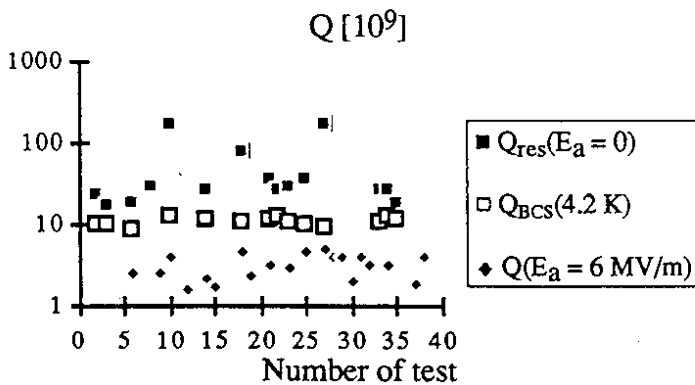 Q [10⁹]
1000
100
10
1
0 5 10 15 20 25 30 35 40
Number of test
Qres(Ea = 0)
QBCS(4.2 K)
Q(Ea = 6 MV/m)